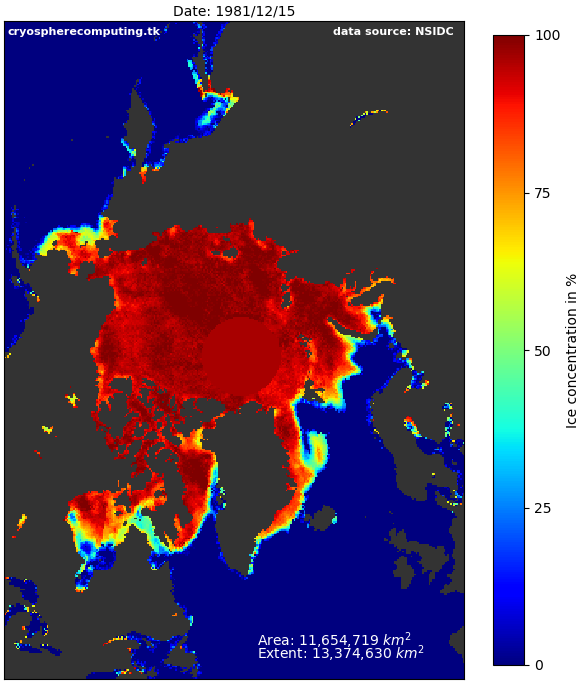 Date: 1981/12/15
cryospherecomputing.tk
data source: NSIDC
100
75
50
25
0
Ice concentration in %
Area: 11,654,719 km²
Extent: 13,374,630 km²